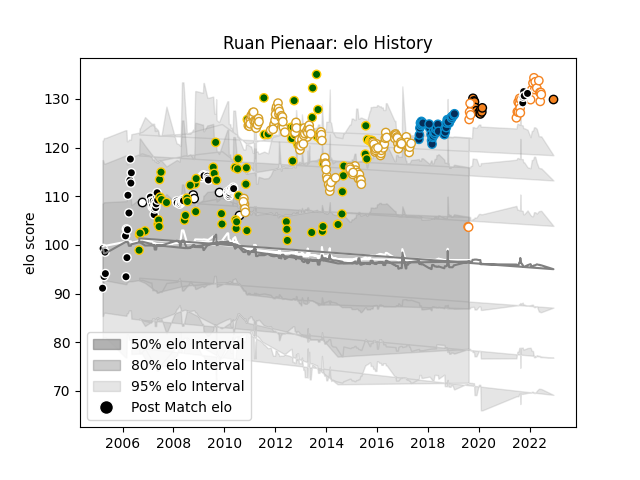 Ruan Pienaar: elo History
elo score
130
120
110
100
90
80
70
50% elo Interval
80% elo Interval
95% elo Interval
Post Match elo
2006 2008 2010 2012 2014 2016 2018 2020 2022